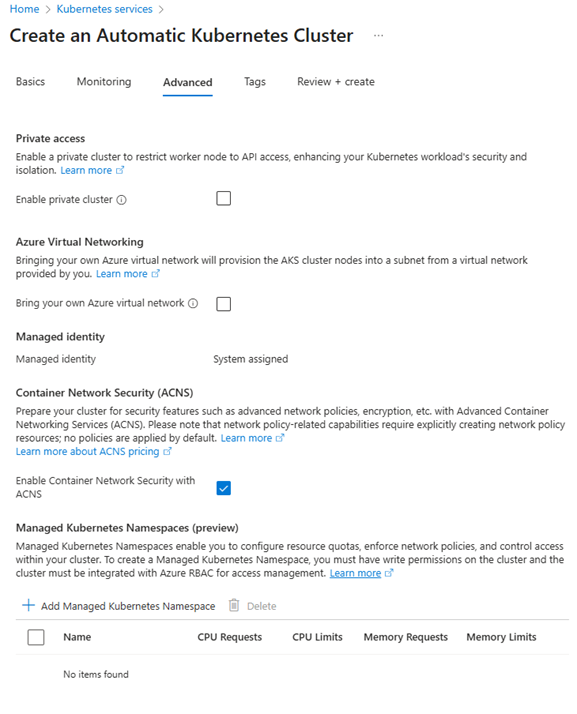 Home > Kubernetes services >
Create an Automatic Kubernetes Cluster ...
Basics Monitoring Advanced Tags Review + create
Private access
Enable a private cluster to restrict worker node to API access, enhancing your Kubernetes workload's security and
isolation. Learn more
Enable private cluster
Azure Virtual Networking
Bringing your own Azure virtual network will provision the AKS cluster nodes into a subnet from a virtual network
provided by you. Learn more
Bring your own Azure virtual network
Managed identity
Managed identity System assigned
Container Network Security (ACNS)
Prepare your cluster for security features such as advanced network policies, encryption, etc. with Advanced Container
Networking Services (ACNS). Please note that network policy-related capabilities require explicitly creating network policy
resources; no policies are applied by default. Learn more
Learn more about ACNS pricing
Enable Container Network Security with
ACNS
Managed Kubernetes Namespaces (preview)
Managed Kubernetes Namespaces enable you to configure resource quotas, enforce network policies, and control access
within your cluster. To create a Managed Kubernetes Namespace, you must have write permissions on the cluster and the
cluster must be integrated with Azure RBAC for access management. Learn more
+ Add Managed Kubernetes Namespace Delete
Name CPU Requests CPU Limits Memory Requests Memory Limits
No items found